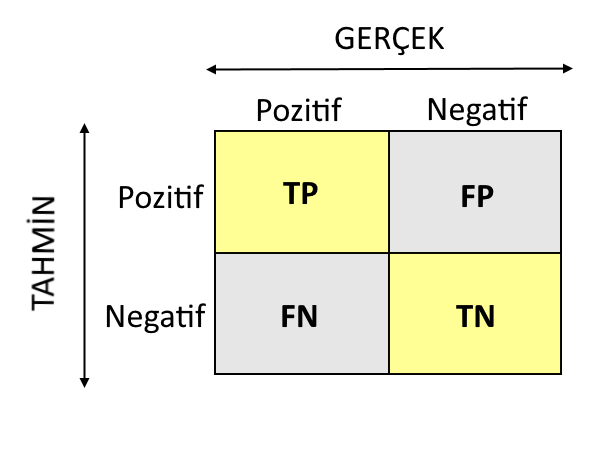 GERÇEK
Pozitif Negatif
TAHMİN
Pozitif TP FP
Negatif FN TN